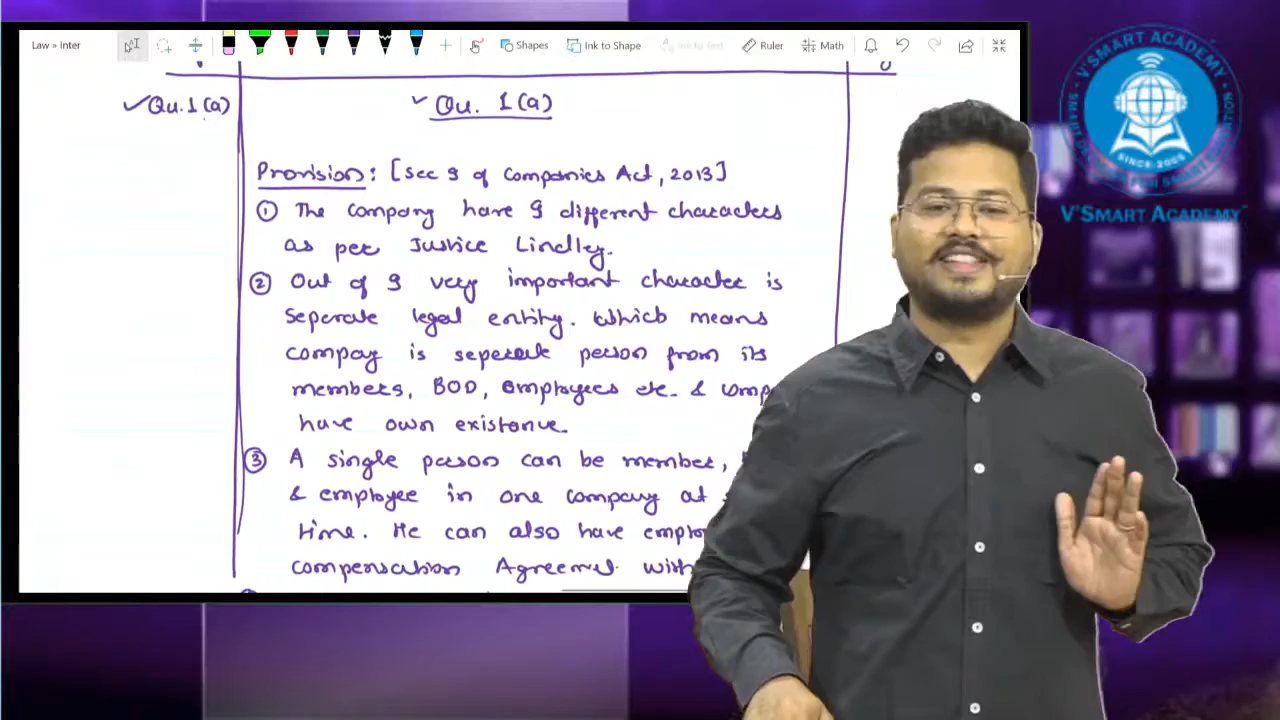 Law » Inter
Shapes
Ink to Shape
Ink to Text
Ruler
Math
Qu.1(a)
Qu. 1(a)
Provision: [Sec 9 of Companies Act, 2013]
① The Company have 9 different characters
as per Justice Lindley.
② Out of 9 very important character is
Seperate legal entity. Which means
compay is seperate person from its
members, BOD, employees etc. &
have own existance.
③ A single person can be member,
& employee in one company at
time. He can also have
compensation Agreement with
V'SMART ACADEMY
SINCE 2005
V'SMART ACADEMY